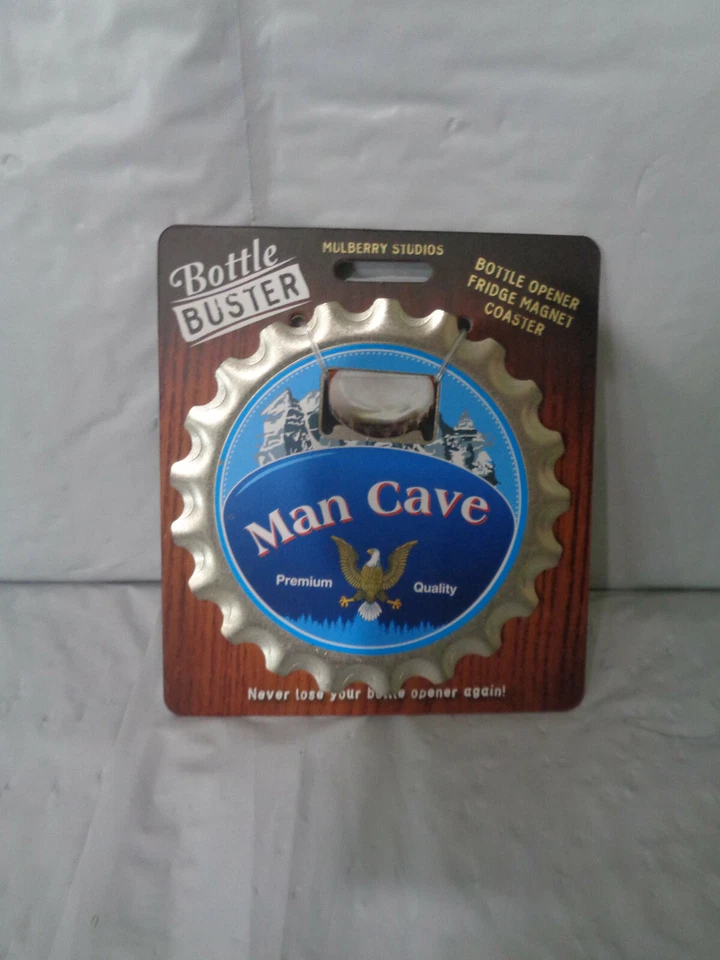 MULBERRY STUDIOS
Bottle
BUSTER
BOTTLE OPENER
FRIDGE MAGNET
COASTER
Man Cave
Premium Quality
Never lose your bottle opener again!